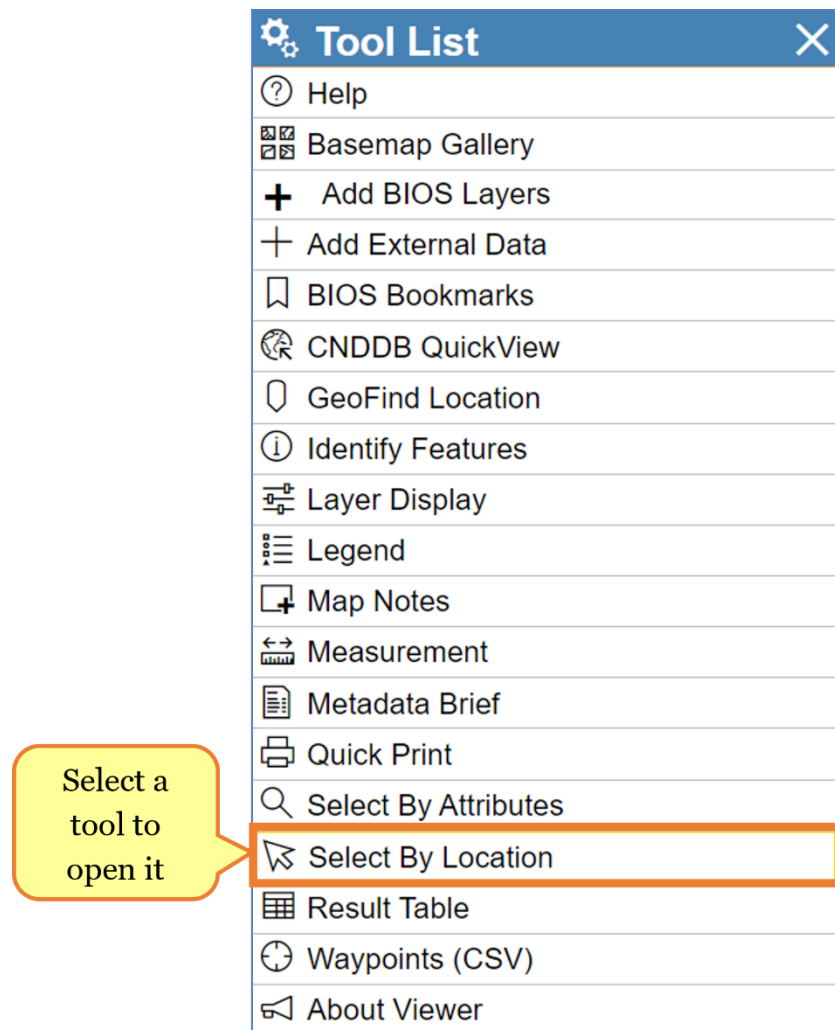 Tool List
Help
Basemap Gallery
Add BIOS Layers
Add External Data
BIOS Bookmarks
CNDDB QuickView
GeoFind Location
Identify Features
Layer Display
Legend
Map Notes
Measurement
Metadata Brief
Quick Print
Select By Attributes
Select By Location
Result Table
Waypoints (CSV)
About Viewer
Select a
tool to
open it